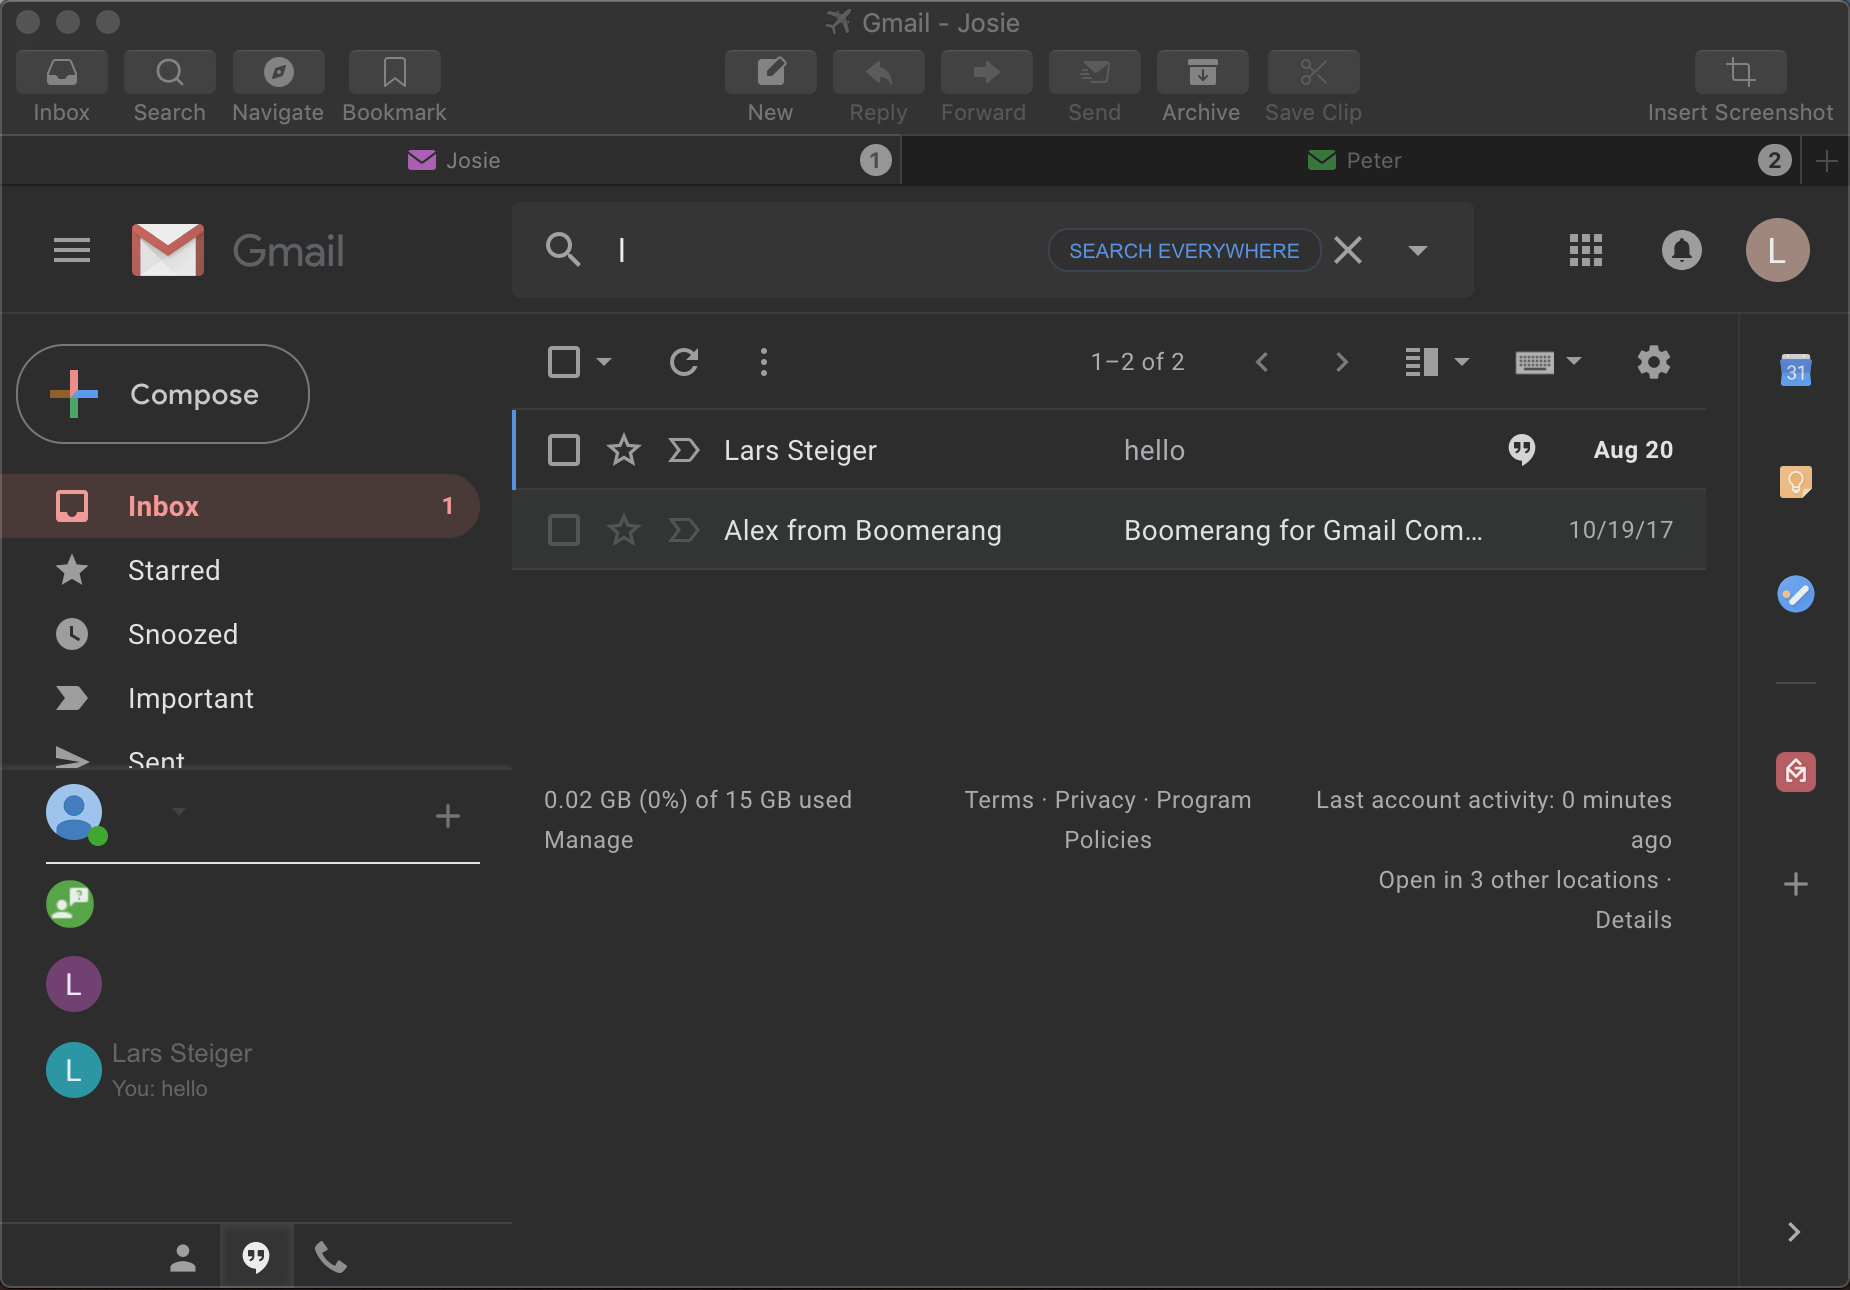 Gmail - Josie
Inbox
Search
Navigate
Bookmark
New
Reply
Forward
Send
Archive
Save Clip
Insert Screenshot
Josie
1
Peter
2
Gmail
SEARCH EVERYWHERE
L
Compose
1–2 of 2
31
Inbox 1
Starred
Snoozed
Important
Sent
Lars Steiger hello Aug 20
Alex from Boomerang Boomerang for Gmail Com... 10/19/17
0.02 GB (0%) of 15 GB used
Manage
Terms · Privacy · Program
Policies
Last account activity: 0 minutes
ago
Open in 3 other locations ·
Details
?
L
L
Lars Steiger
You: hello